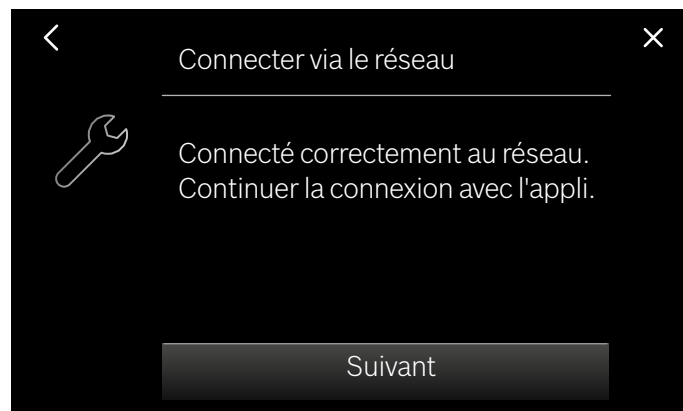 Connecter via le réseau
Connecté correctement au réseau.
Continuer la connexion avec l'appli.
Suivant